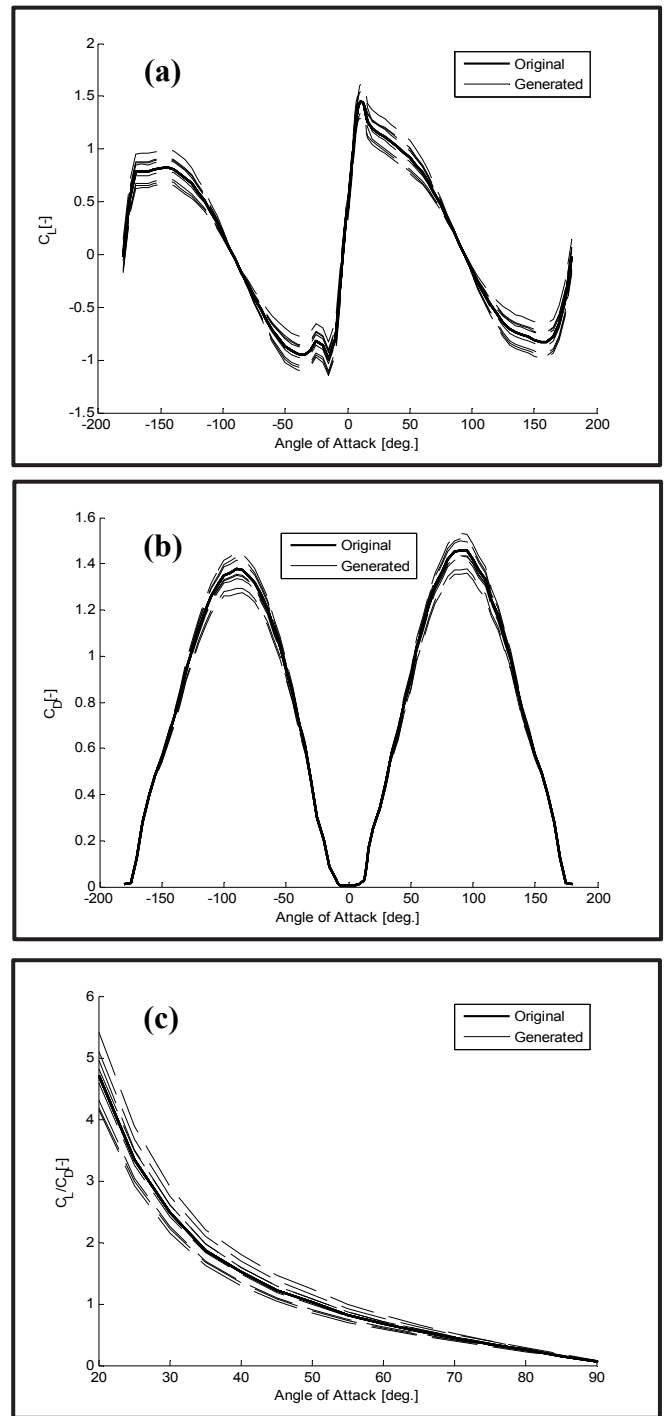 (a)
Original
Generated
2
1.5
1
0.5
0
-0.5
-1
-1.5
C_L[-]
-200 -150 -100 -50 0 50 100 150 200
Angle of Attack [deg.]
(b)
Original
Generated
1.6
1.4
1.2
1
0.8
0.6
0.4
0.2
0
C_D[-]
-200 -150 -100 -50 0 50 100 150 200
Angle of Attack [deg.]
(c)
Original
Generated
6
5
4
3
2
1
0
C_L/C_D[-]
20 30 40 50 60 70 80 90
Angle of Attack [deg.]